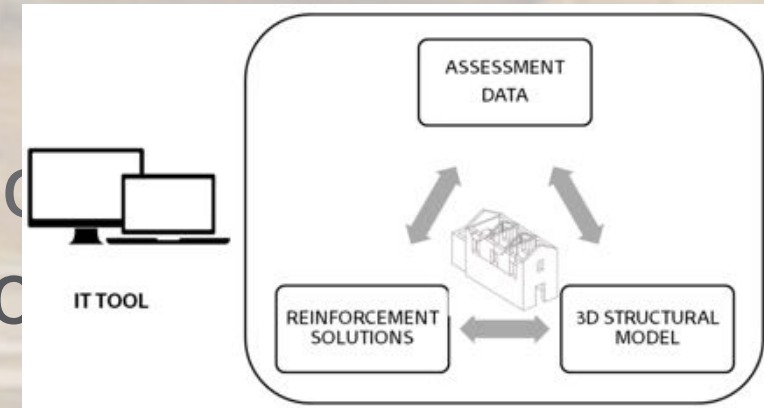 ASSESSMENT
DATA
IT TOOL
REINFORCEMENT
SOLUTIONS
3D STRUCTURAL
MODEL